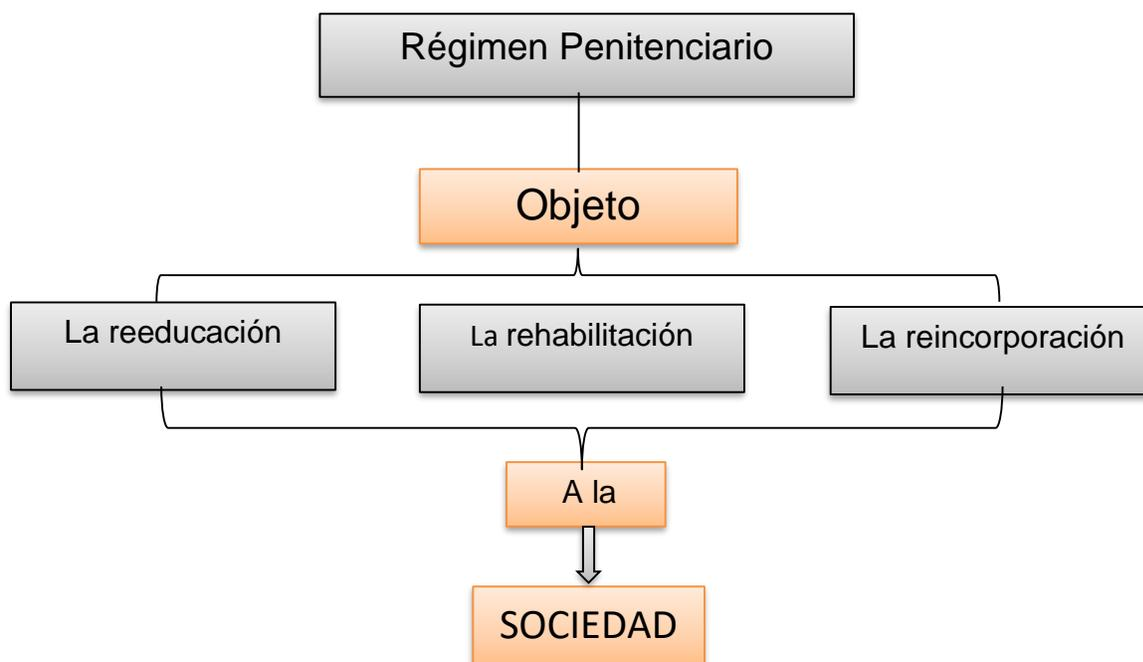 Régimen Penitenciario
Objeto
La reeducación
La rehabilitación
La reincorporación
A la
SOCIEDAD